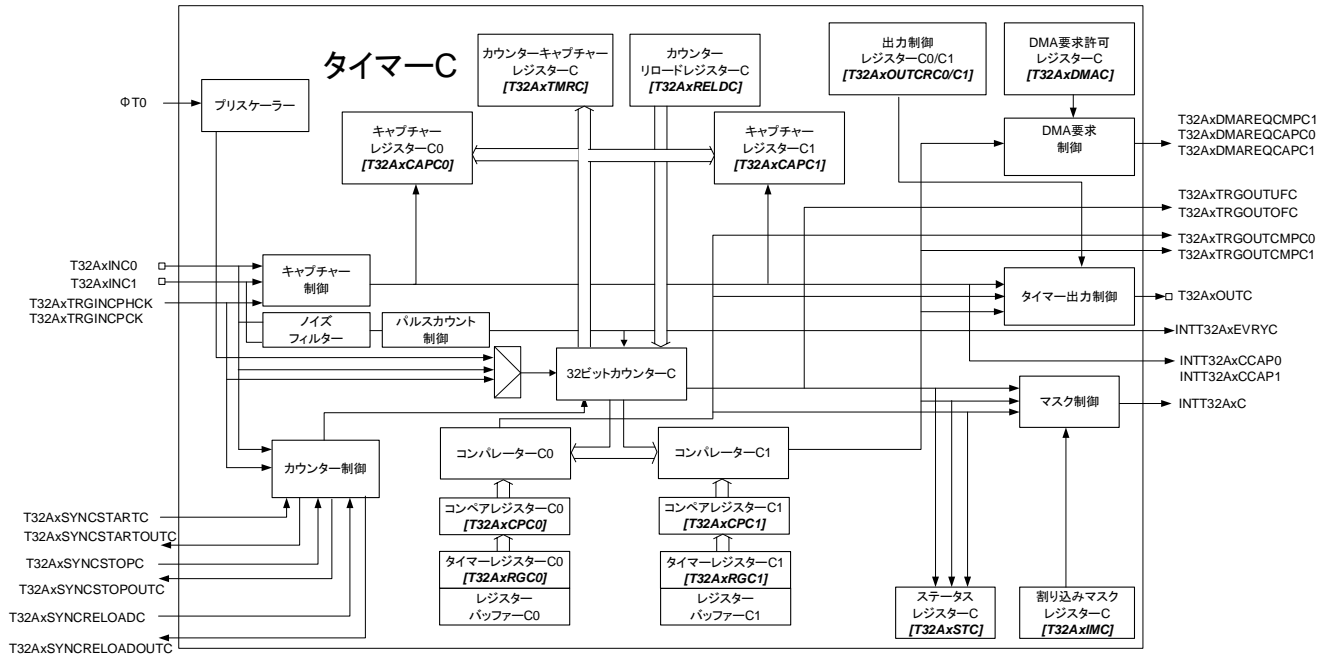 タイマーC
カウンターキャプチャー
レジスターC
[T32AxTMRC]
カウンター
リロードレジスターC
[T32AxRELDC]
出力制御
レジスターC0/C1
[T32AxOUTCRC0/C1]
DMA要求許可
レジスターC
[T32AxDMAC]
ΦT0
プリスケーラー
キャプチャー
レジスターC0
[T32AxCAPC0]
キャプチャー
レジスターC1
[T32AxCAPC1]
DMA要求
制御
T32AxDMAREQCMPC1
T32AxDMAREQCAPC0
T32AxDMAREQCAPC1
T32AxTRGOUTUFC
T32AxTRGOUTOFC
T32AxTRGOUTCMPC0
T32AxTRGOUTCMPC1
T32AxINC0
T32AxINC1
T32AxTRGINCPHCK
T32AxTRGINCPCK
キャプチャー
制御
ノイズ
フィルター
パルスカウント
制御
タイマー出力制御
T32AxOUTC
INTT32AxEVRYC
INTT32AxCCAP0
INTT32AxCCAP1
32ビットカウンターC
マスク制御
INTT32AxC
カウンター制御
コンパレーターC0
コンパレーターC1
T32AxSYNCSTARTC
T32AxSYNCSTARTOUTC
T32AxSYNCSTOPC
T32AxSYNCSTOPOUTC
T32AxSYNCRELOADC
T32AxSYNCRELOADOUTC
コンペアレジスターC0
[T32AxCPC0]
タイマーレジスターC0
[T32AxRGC0]
レジスター
バッファーC0
コンペアレジスターC1
[T32AxCPC1]
タイマーレジスターC1
[T32AxRGC1]
レジスター
バッファーC1
ステータス
レジスターC
[T32AxSTC]
割り込みマスク
レジスターC
[T32AxIMC]